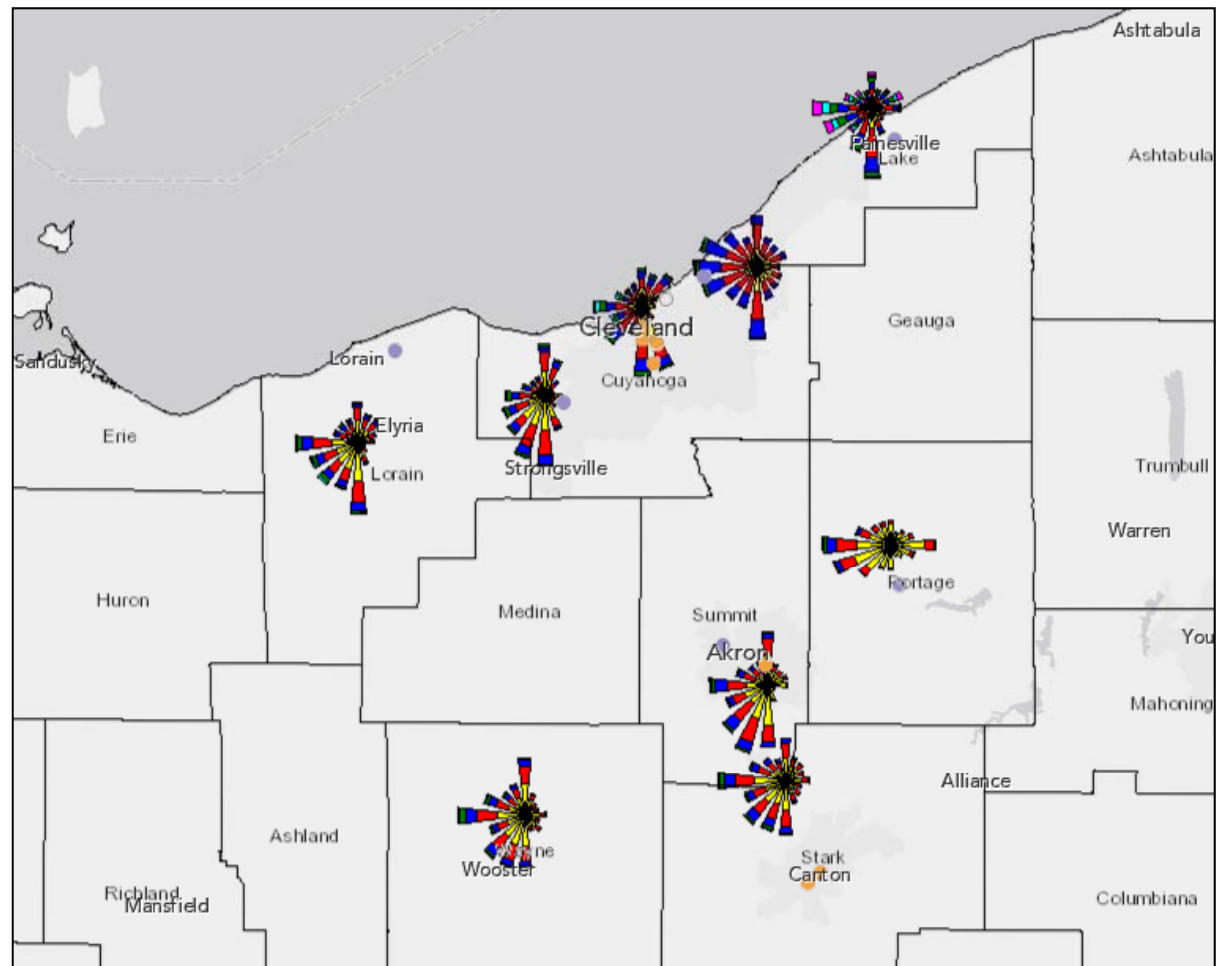 Ashtabula
Painesville
Lake
Ashtabula
Geauga
Cleveland
Lorain
Sandusky
Cuyahoga
Elyria
Erie
Lorain
Strongsville
Trumbull
Warren
Portage
Huron
Medina
Summit
You
Akron
Mahoning
Alliance
Ashland
Wooster
Stark
Canton
Richland
Mansfield
Columbiana